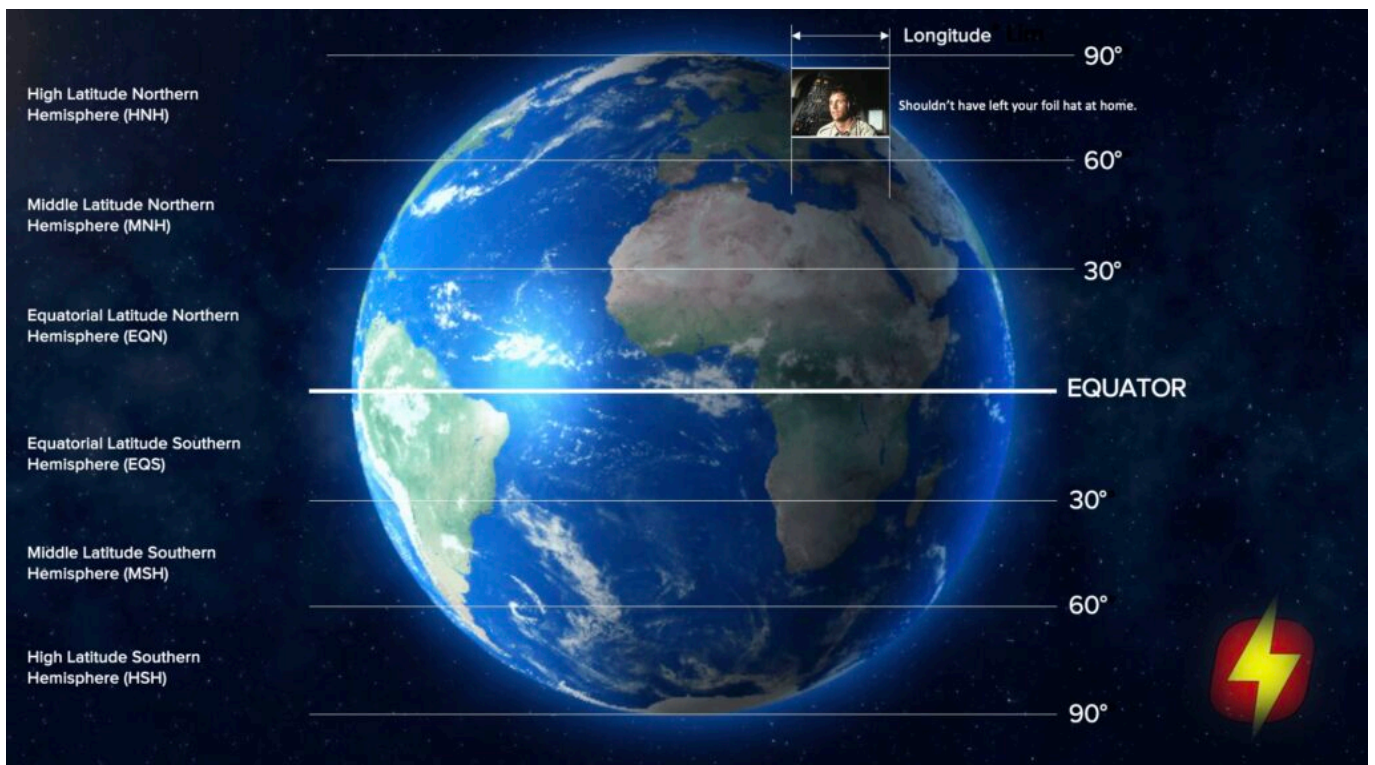 Longitude
90°
High Latitude Northern
Hemisphere (HNH)
Shouldn't have left your foil hat at home.
60°
Middle Latitude Northern
Hemisphere (MNH)
30°
Equatorial Latitude Northern
Hemisphere (EQN)
EQUATOR
Equatorial Latitude Southern
Hemisphere (EQS)
30°
Middle Latitude Southern
Hemisphere (MSH)
60°
High Latitude Southern
Hemisphere (HSH)
90°